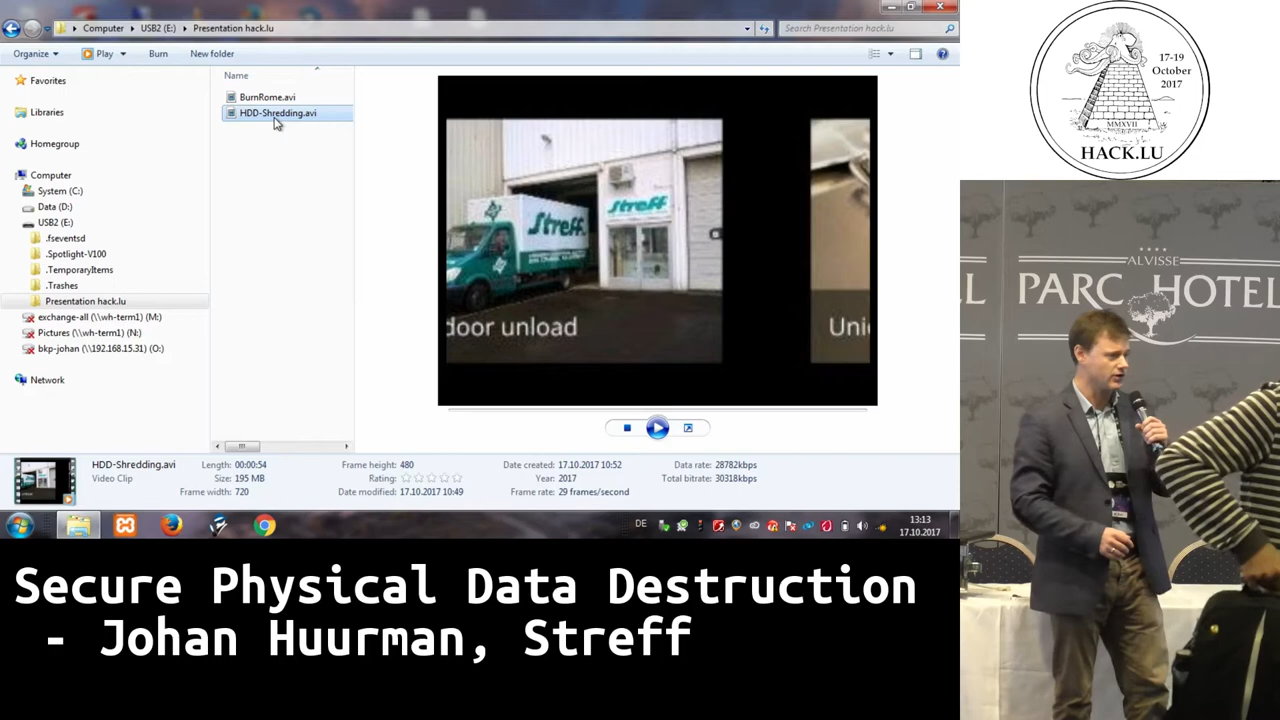 Computer
USB2 (E:)
Presentation hack.lu
Search Presentation hack.lu
Organize
Play
Burn
New folder
Favorites
Libraries
Homegroup
Computer
System (C:)
Data (D:)
USB2 (E:)
.fseventsd
.Spotlight-V100
.TemporaryItems
.Trashes
Presentation hack.lu
exchange-all (\\wh-term1) (M:)
Pictures (\\wh-term1) (N:)
bkp-johan (\\192.168.15.31) (O:)
Network
Name
BurnRome.avi
HDD-Shredding.avi
Streff
Streff
door unload
Uni
HDD-Shredding.avi
Video Clip
Length: 00:00:54
Size: 195 MB
Frame width: 720
Frame height: 480
Rating:
Date modified: 17.10.2017 10:49
Date created: 17.10.2017 10:52
Year: 2017
Frame rate: 29 frames/second
Data rate: 28782kbps
Total bitrate: 30318kbps
DE
13:13
17.10.2017
17-19
October
2017
MMXVII
HACK.LU
ALVISSE
PARC HOTEL
EL
Secure Physical Data Destruction
- Johan Huurman, Streff